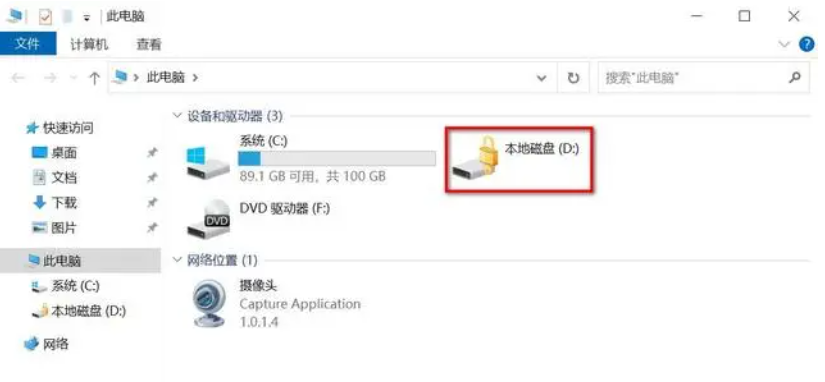 此电脑
文件 计算机 查看
此电脑
搜索"此电脑"
快速访问
桌面
文档
下载
图片
此电脑
系统 (C:)
本地磁盘 (D:)
网络
设备和驱动器 (3)
系统 (C:)
89.1 GB 可用，共 100 GB
本地磁盘 (D:)
DVD 驱动器 (F:)
DVD
网络位置 (1)
摄像头
Capture Application
1.0.1.4